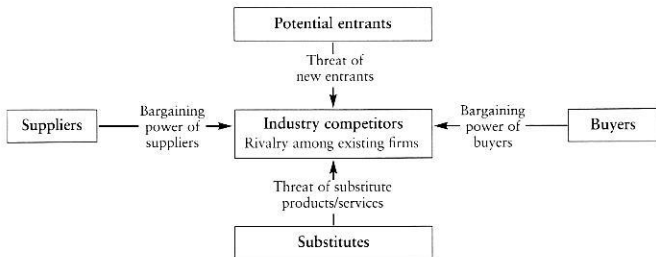 Potential entrants
Threat of
new entrants
Suppliers
Bargaining
power of
suppliers
Industry competitors
Rivalry among existing firms
Bargaining
power of
buyers
Buyers
Threat of substitute
products/services
Substitutes